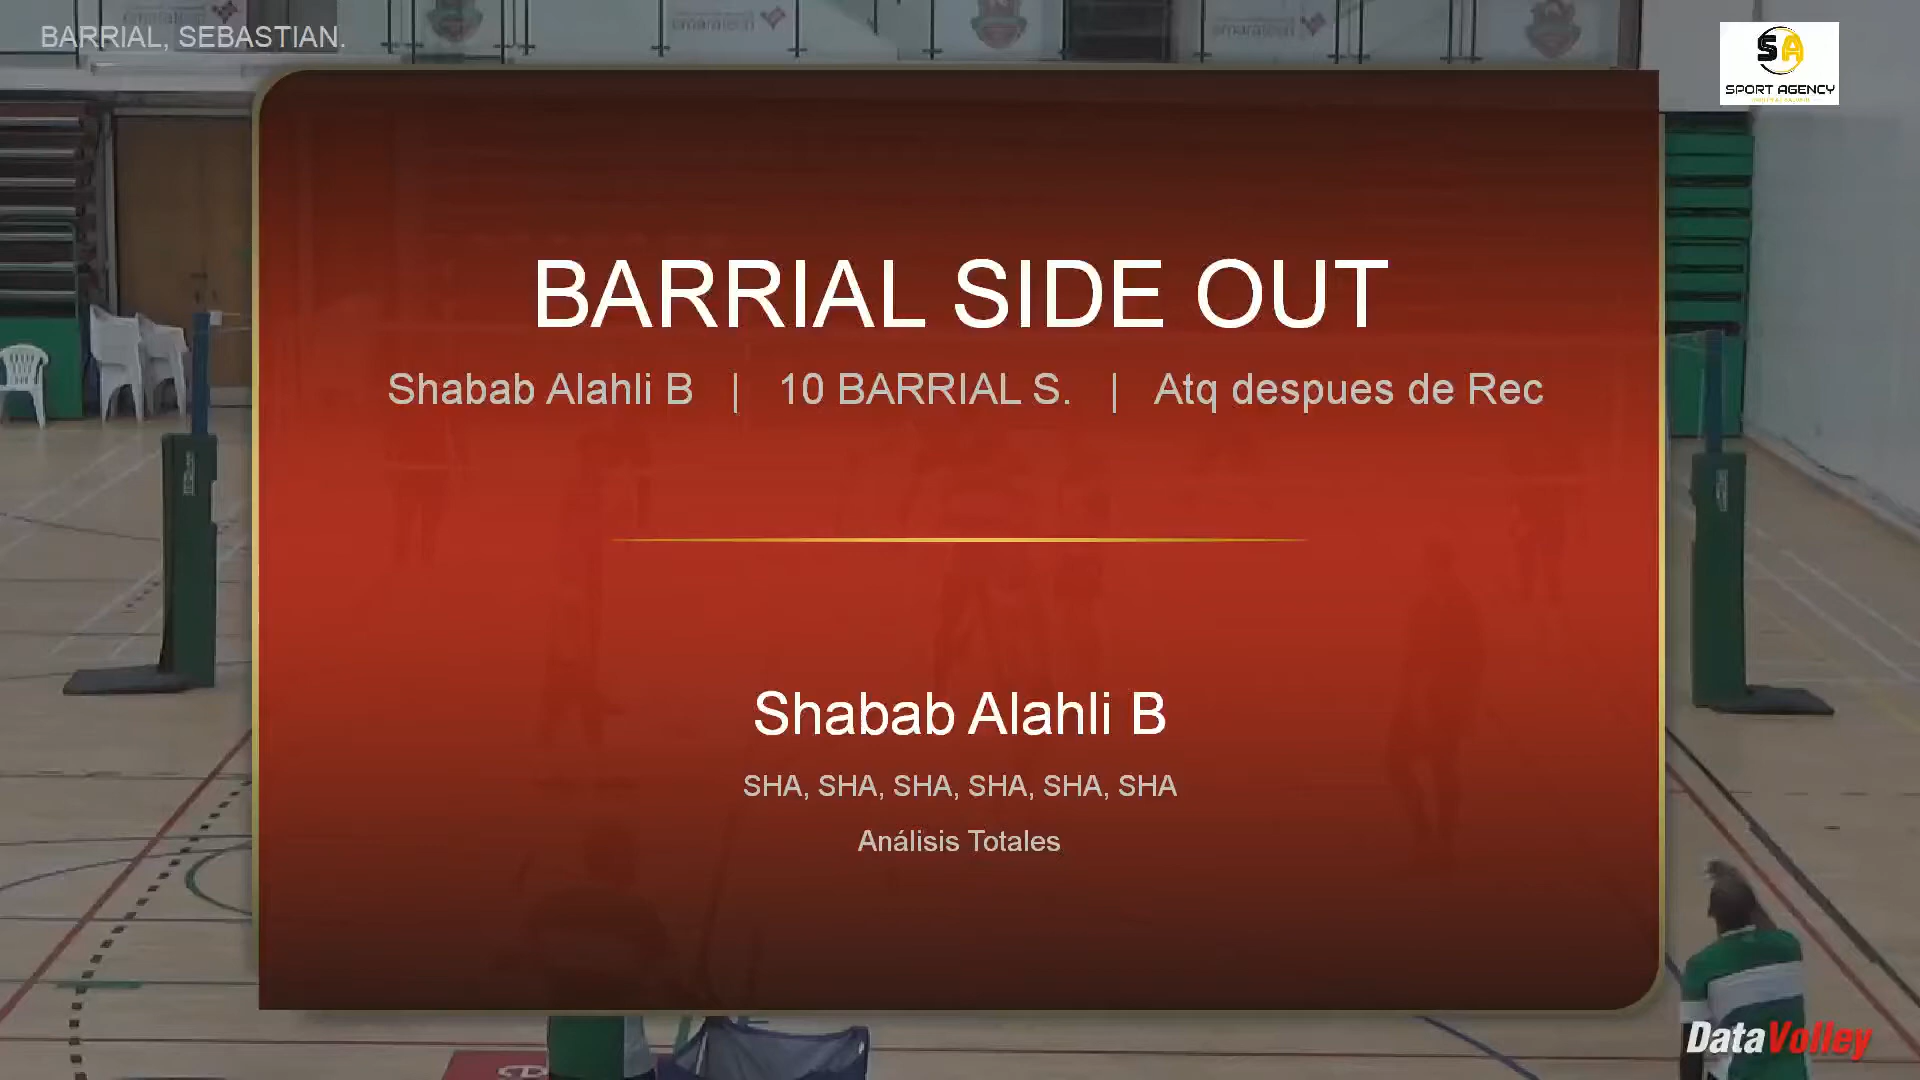 BARRIAL, SEBASTIAN.
SA
SPORT AGENCY
BARRIAL SIDE OUT
Shabab Alahli B | 10 BARRIAL S. | Atq despues de Rec
Shabab Alahli B
SHA, SHA, SHA, SHA, SHA, SHA
Análisis Totales
DataVolley